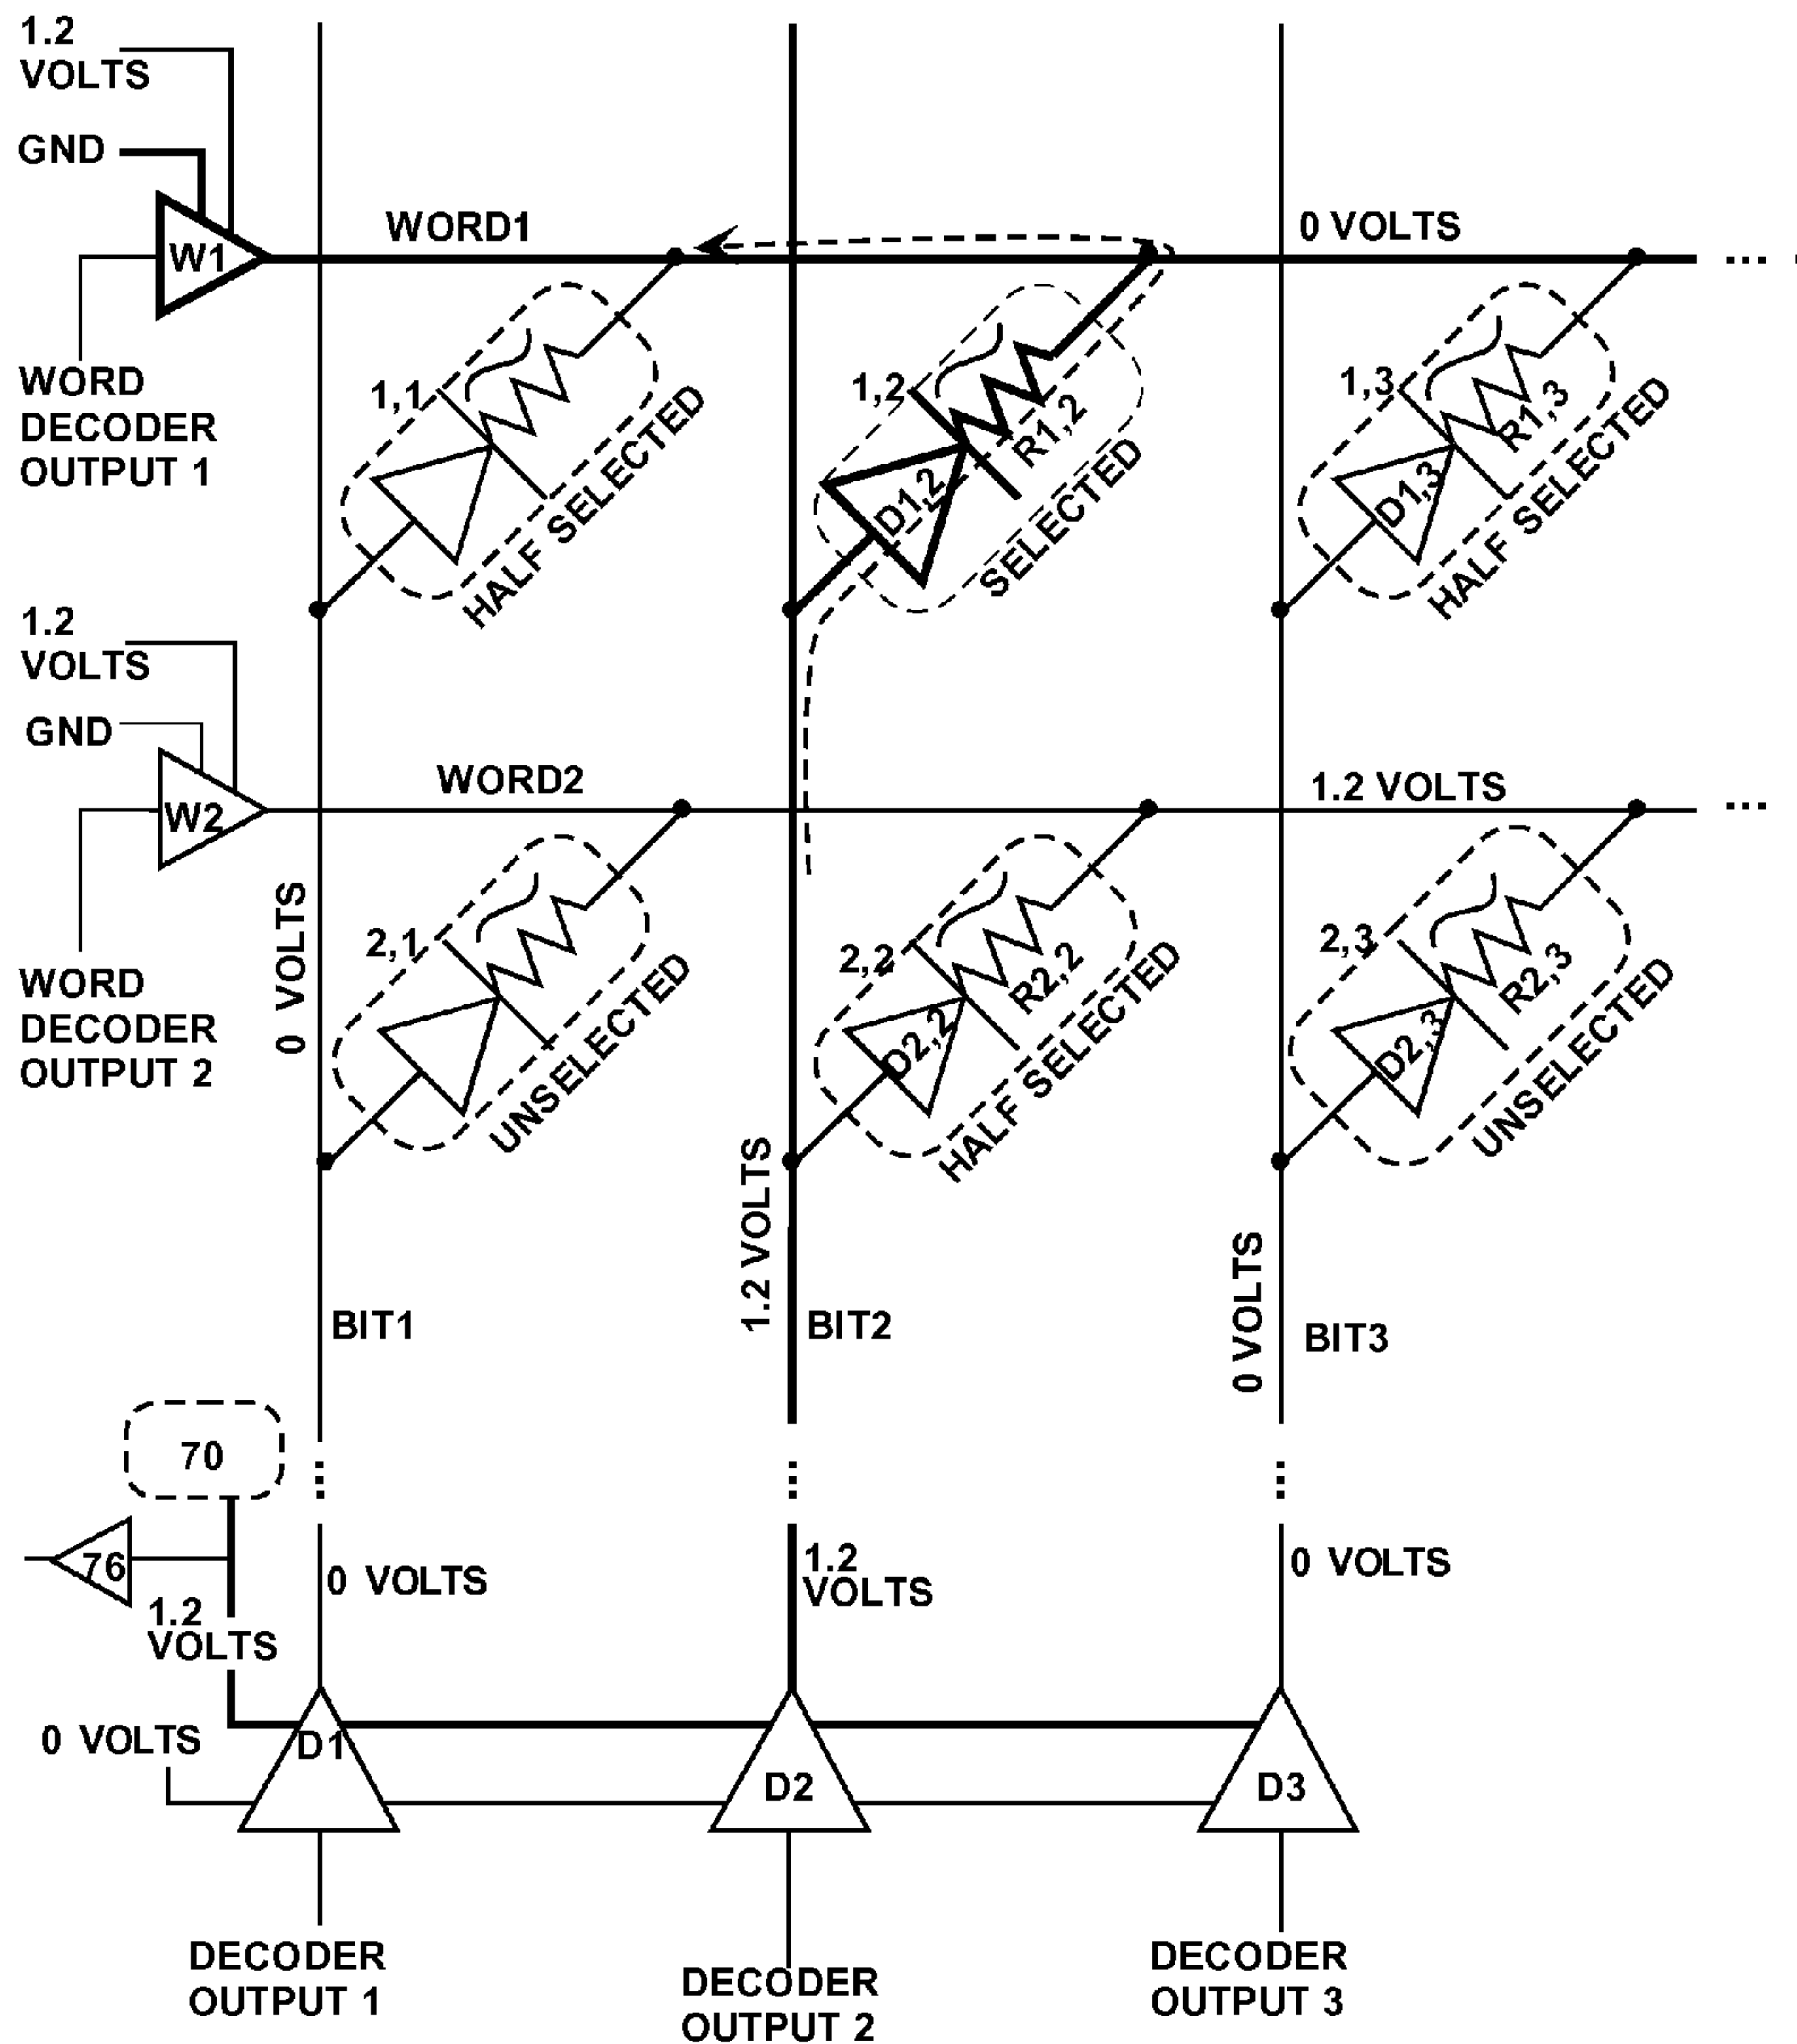 1.2
VOLTS
GND
W1
WORD1
0 VOLTS
...
WORD
DECODER
OUTPUT 1
1,1
HALF SELECTED
1,2
R1,2
D1,2
SELECTED
1,3
R1,3
D1,3
HALF SELECTED
1.2
VOLTS
GND
W2
WORD2
1.2 VOLTS
...
WORD
DECODER
OUTPUT 2
0 VOLTS
2,1
UNSELECTED
2,2
R2,2
D2,2
HALF SELECTED
2,3
R2,3
D2,3
UNSELECTED
BIT1
1.2 VOLTS
BIT2
0 VOLTS
BIT3
70
76
1.2
VOLTS
0 VOLTS
1.2
VOLTS
0 VOLTS
0 VOLTS
D1
D2
D3
DECODER
OUTPUT 1
DECODER
OUTPUT 2
DECODER
OUTPUT 3